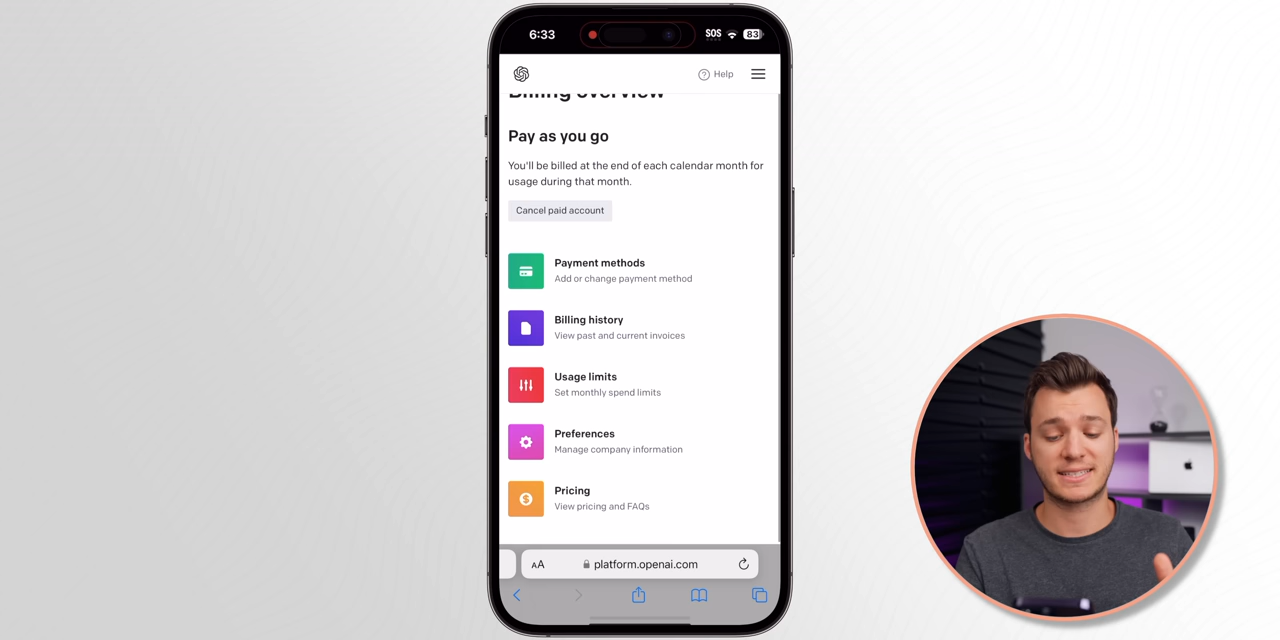 6:33
SOS
83
Help
Billing overview
Pay as you go
You'll be billed at the end of each calendar month for
usage during that month.
Cancel paid account
Payment methods
Add or change payment method
Billing history
View past and current invoices
Usage limits
Set monthly spend limits
Preferences
Manage company information
Pricing
View pricing and FAQs
AA
platform.openai.com